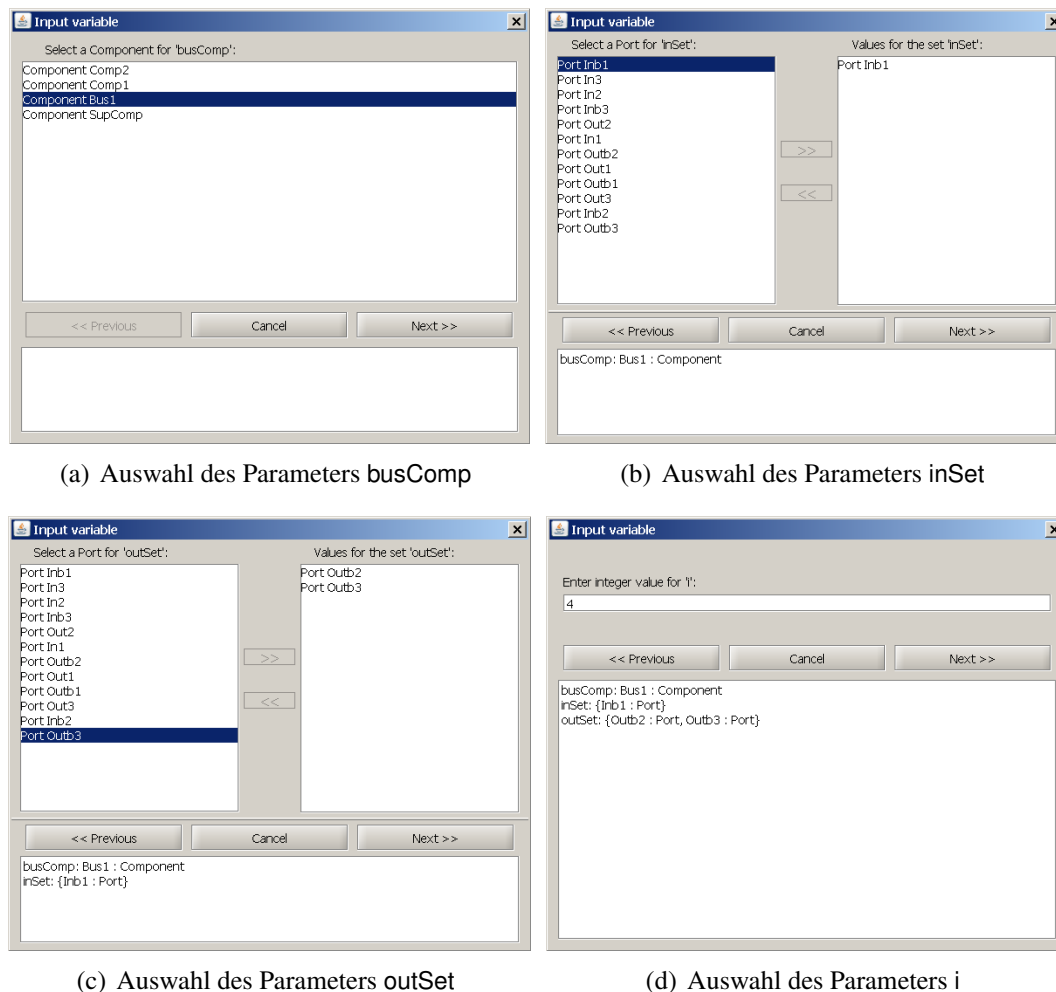 Input variable
Select a Component for 'busComp':
Component Comp2
Component Comp1
Component Bus1
Component SupComp
<< Previous
Cancel
Next >>
(a) Auswahl des Parameters busComp
Input variable
Select a Port for 'inSet':
Values for the set 'inSet':
Port Inb1
Port In3
Port In2
Port Inb3
Port Out2
Port In1
Port Outb2
Port Out1
Port Outb1
Port Out3
Port Inb2
Port Outb3
>>
<<
Port Inb1
<< Previous
Cancel
Next >>
busComp: Bus1 : Component
(b) Auswahl des Parameters inSet
Input variable
Select a Port for 'outSet':
Values for the set 'outSet':
Port Inb1
Port In3
Port In2
Port Inb3
Port Out2
Port In1
Port Outb2
Port Out1
Port Outb1
Port Out3
Port Inb2
Port Outb3
>>
<<
Port Outb2
Port Outb3
<< Previous
Cancel
Next >>
busComp: Bus1 : Component
inSet: {Inb1 : Port}
(c) Auswahl des Parameters outSet
Input variable
Enter integer value for 'i':
4
<< Previous
Cancel
Next >>
busComp: Bus1 : Component
inSet: {Inb1 : Port}
outSet: {Outb2 : Port, Outb3 : Port}
(d) Auswahl des Parameters i